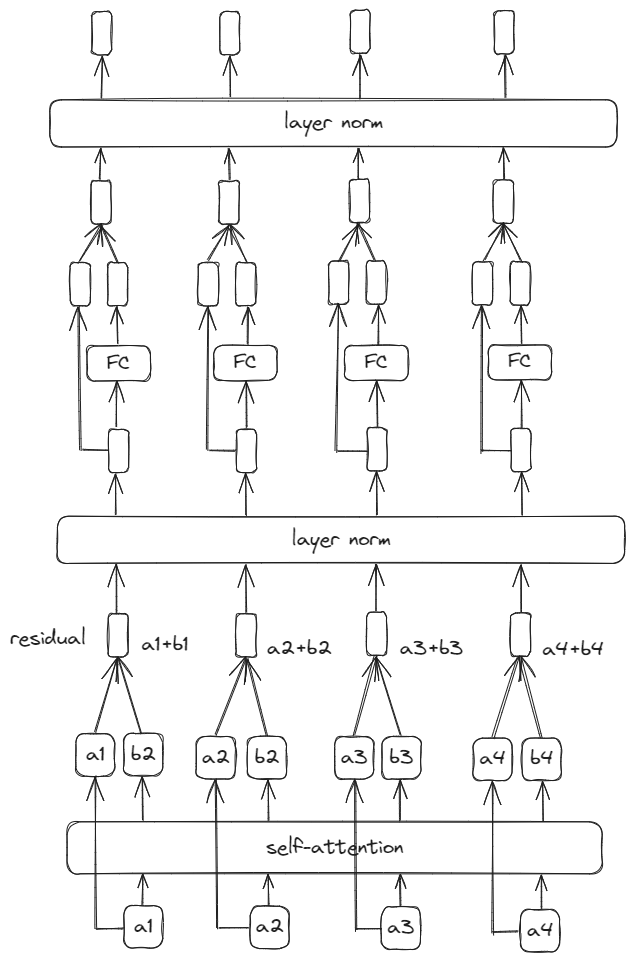 layer norm
FC FC FC FC
layer norm
residual a1+b1 a2+b2 a3+b3 a4+b4
a1 b2 a2 b2 a3 b3 a4 b4
self-attention
a1 a2 a3 a4